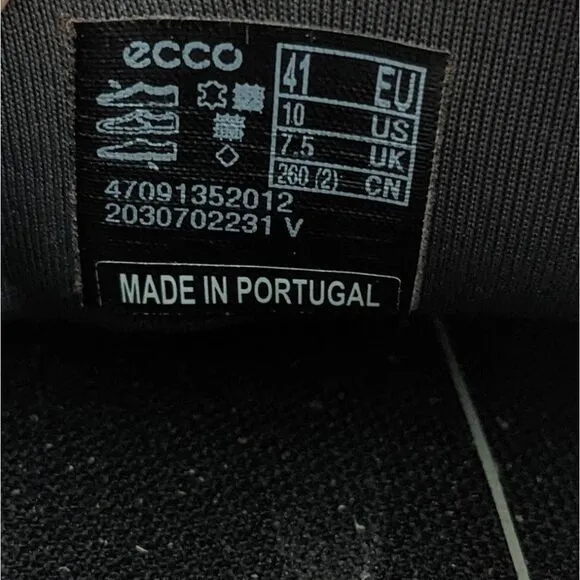 ecco
41 EU
10 US
7.5 UK
260 (2) CN
47091352012
2030702231 V
MADE IN PORTUGAL